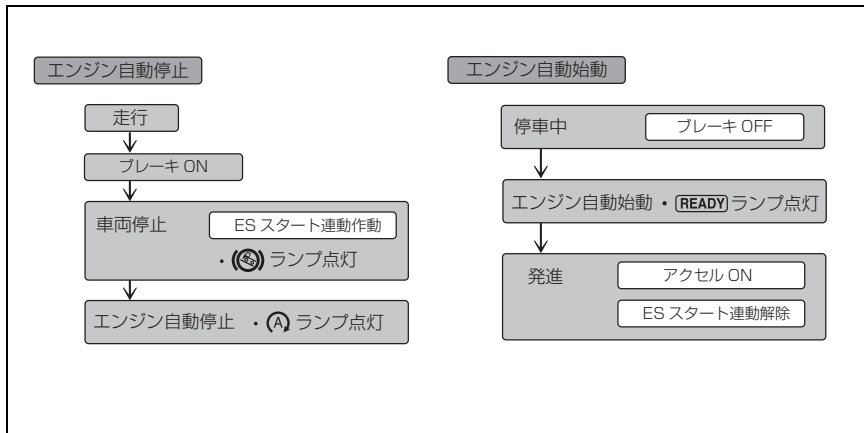 エンジン自動停止
走行
ブレーキ ON
車両停止 ES スタート連動作動
・ランプ点灯
エンジン自動停止 ・(A) ランプ点灯
エンジン自動始動
停車中 ブレーキ OFF
エンジン自動始動・READY ランプ点灯
発進 アクセル ON
ES スタート連動解除